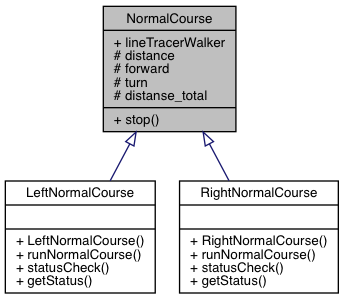 NormalCourse
+ lineTracerWalker
# distance
# forward
# turn
# distanse_total
+ stop()
LeftNormalCourse
+ LeftNormalCourse()
+ runNormalCourse()
+ statusCheck()
+ getStatus()
RightNormalCourse
+ RightNormalCourse()
+ runNormalCourse()
+ statusCheck()
+ getStatus()